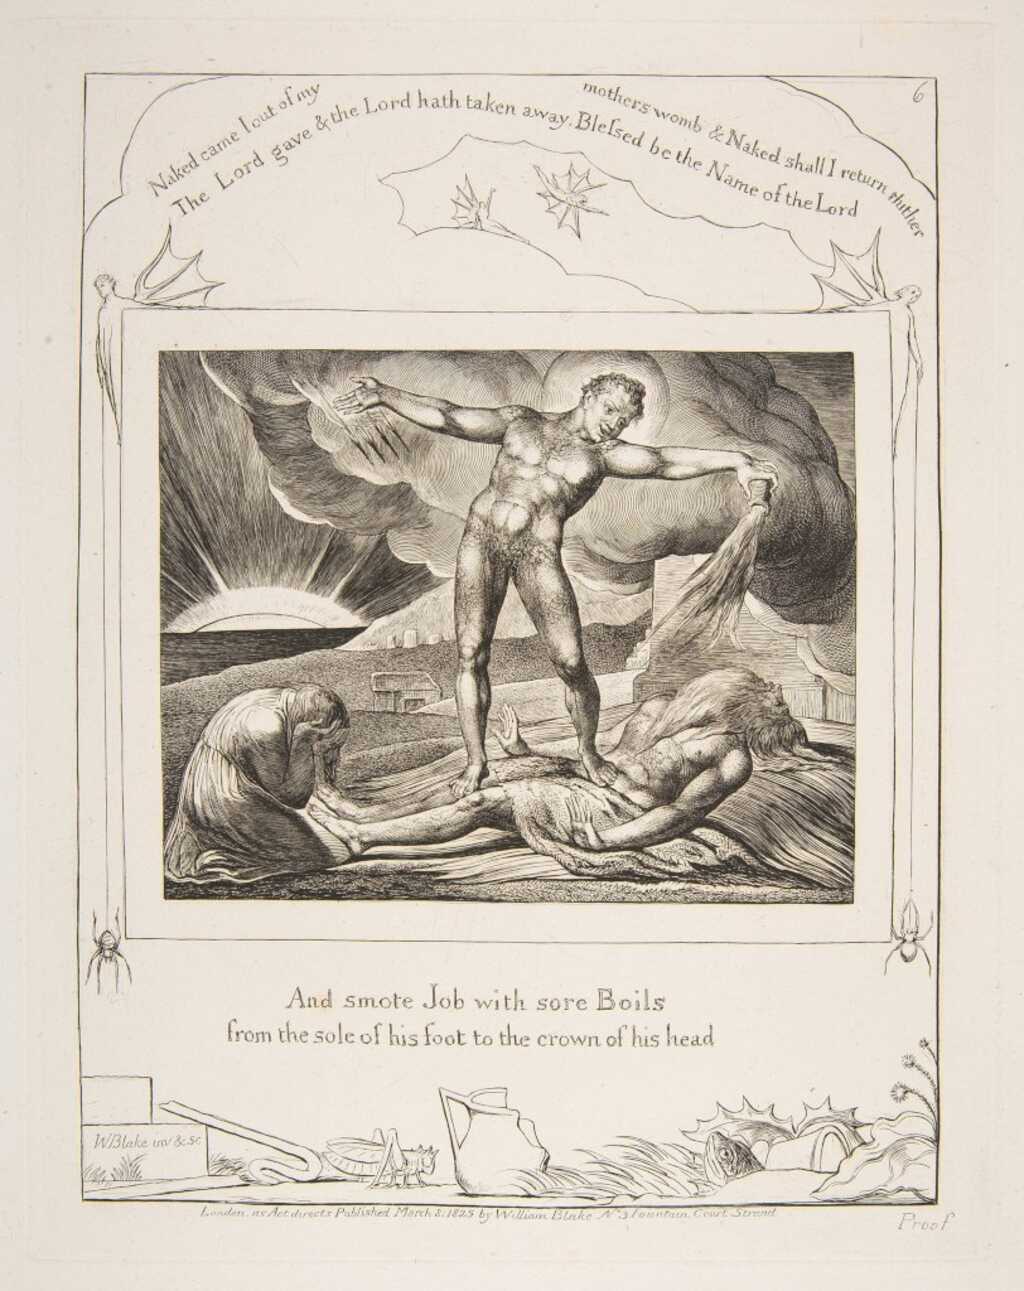 6
Naked came I out of my mothers womb & Naked shall I return thither
The Lord gave & the Lord hath taken away. Blessed be the Name of the Lord
And smote Job with sore Boils
from the sole of his foot to the crown of his head
WBlake inv & sc
London, as Act directs Published March 8: 1825 by William Blake No 3 Fountain Court Strand
Proof